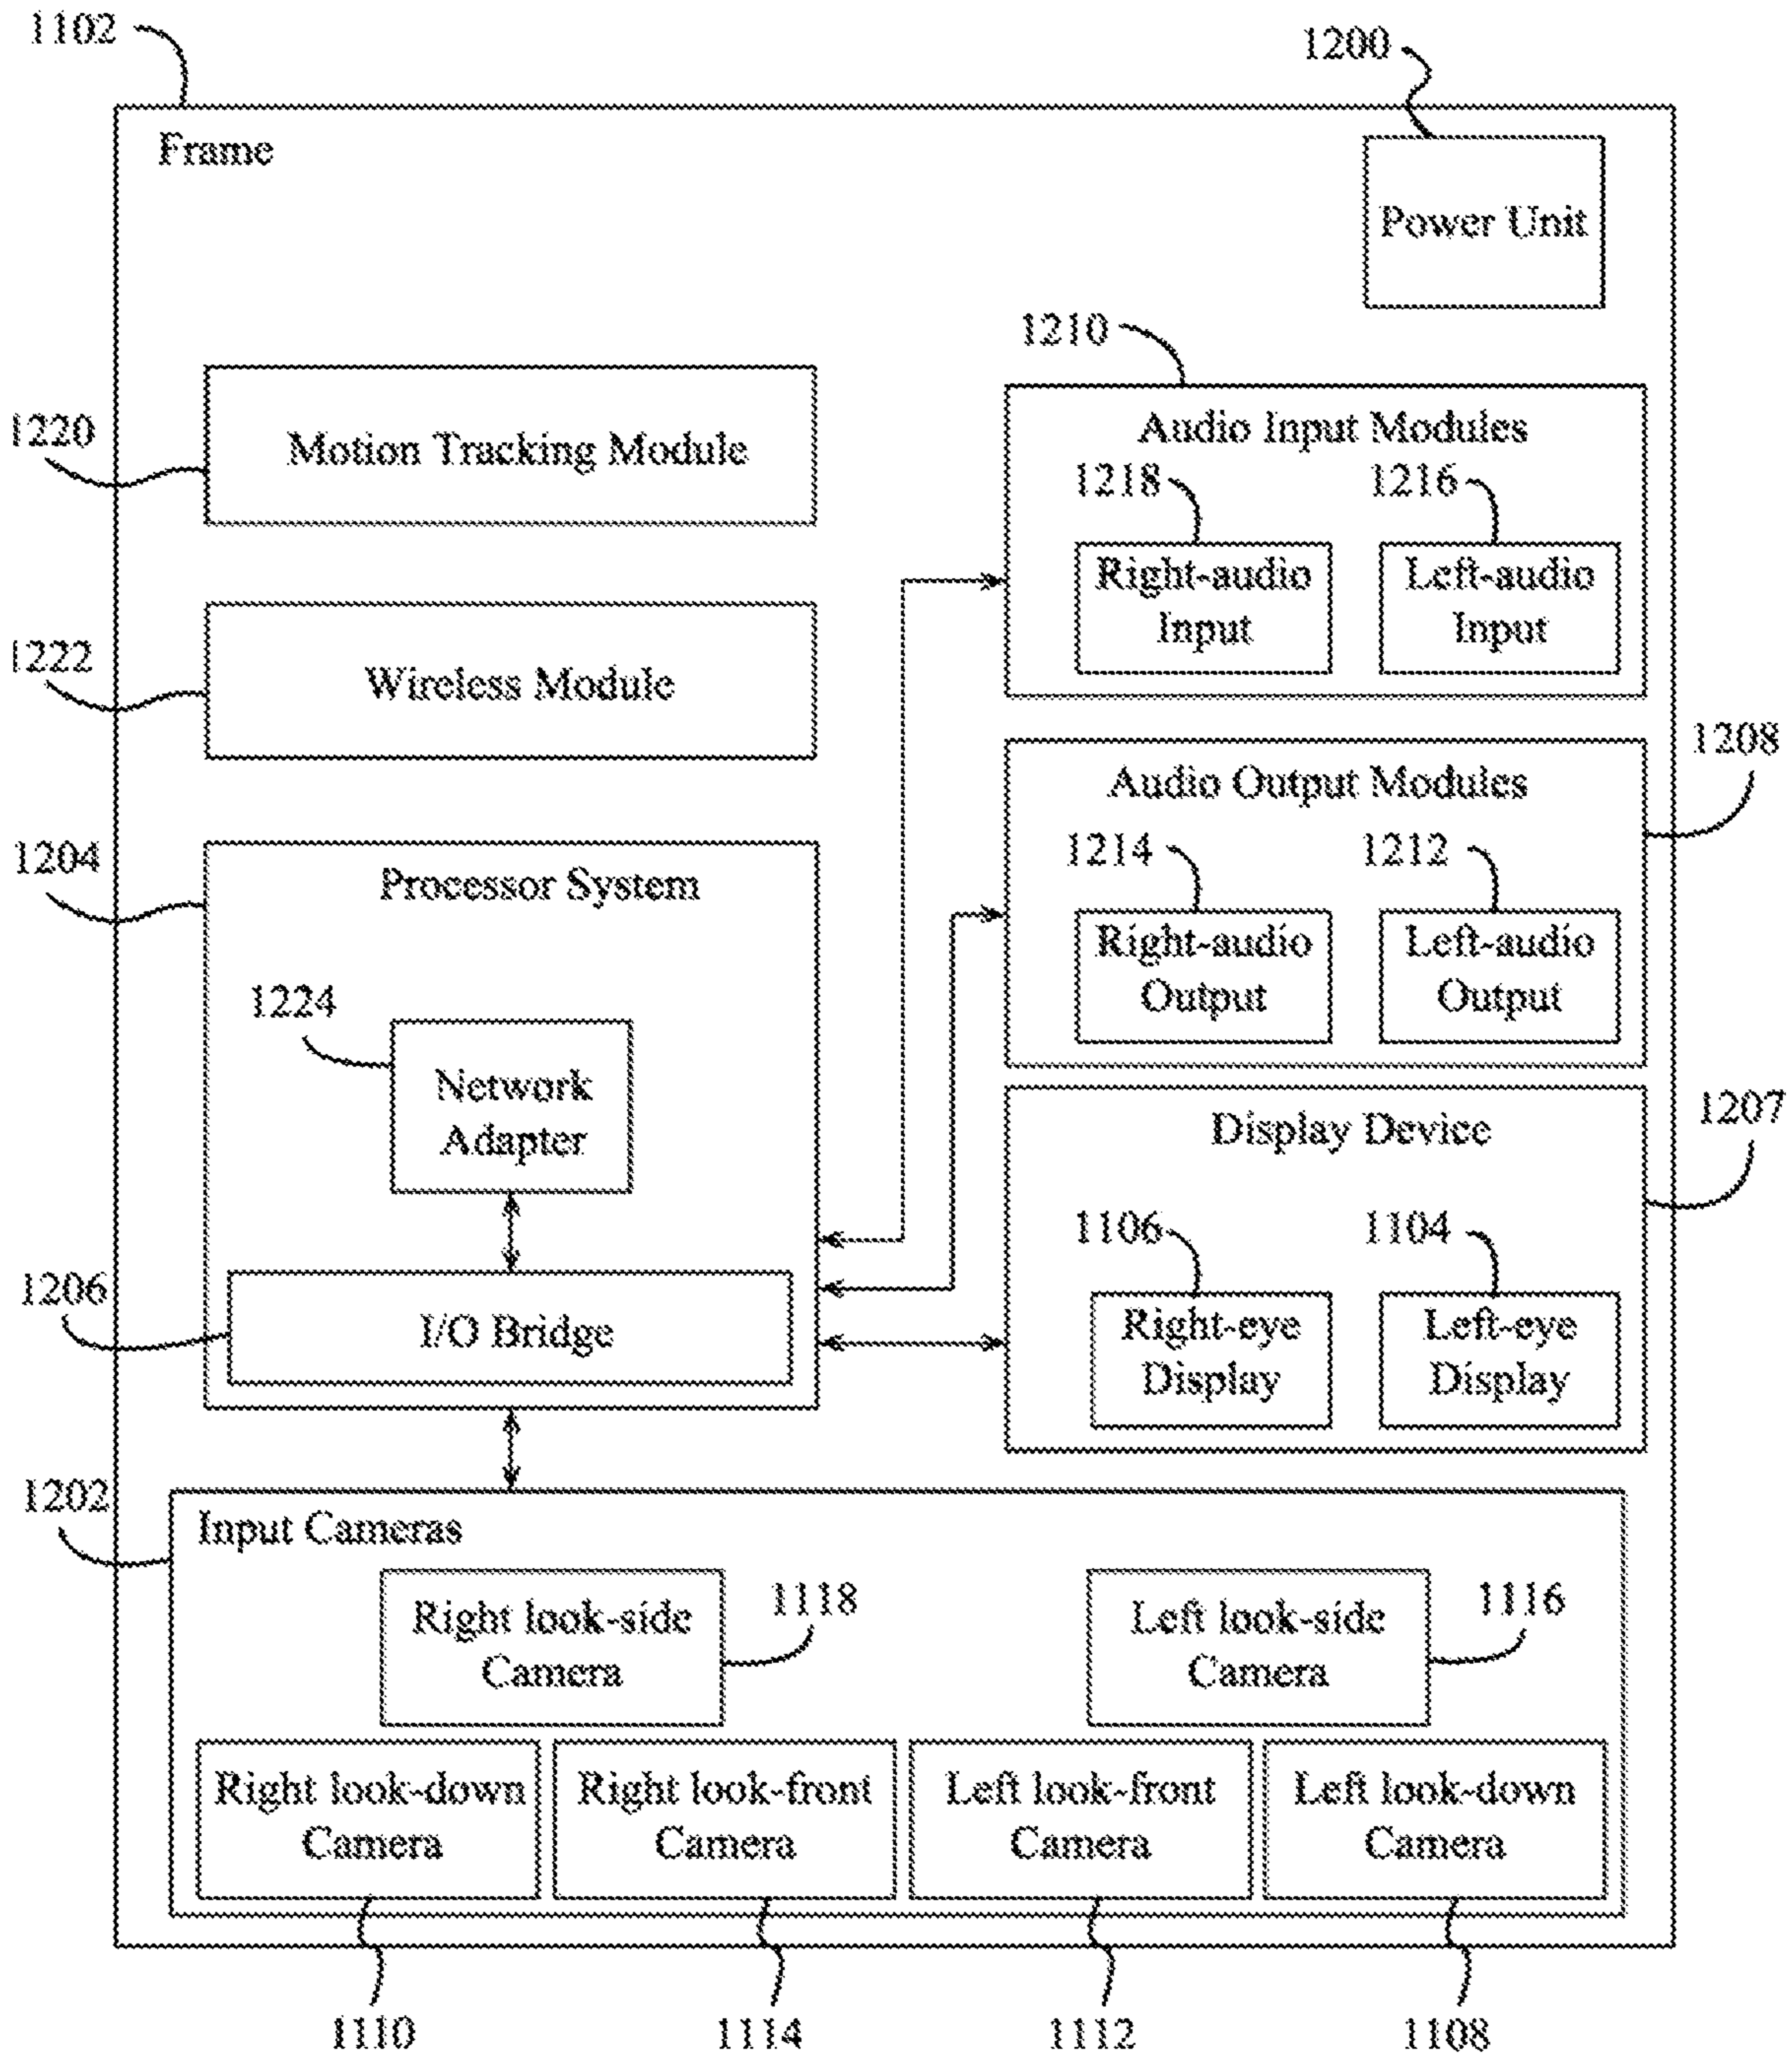 1102
1200
Frame
Power Unit
1210
1220
Motion Tracking Module
Audio Input Modules
1218
1216
Right-audio
Input
Left-audio
Input
1222
Wireless Module
1208
Audio Output Modules
1214
1212
Right-audio
Output
Left-audio
Output
1204
Processor System
1224
Network
Adapter
1207
Display Device
1106
1104
Right-eye
Display
Left-eye
Display
1206
I/O Bridge
1202
Input Cameras
Right look-side
Camera
1118
Left look-side
Camera
1116
Right look-down
Camera
Right look-front
Camera
Left look-front
Camera
Left look-down
Camera
1110
1114
1112
1108